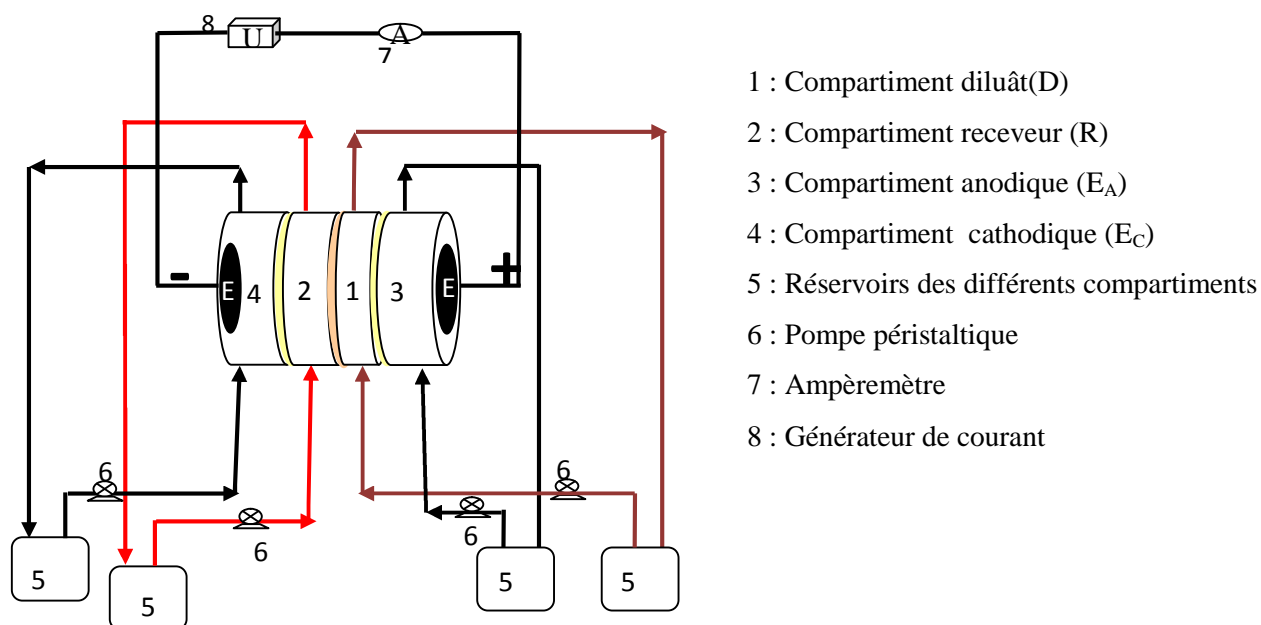 8
U
A
7
- +
E 4 2 1 3 E
6
6
6
6
5
5
5
5
1 : Compartiment diluât(D)
2 : Compartiment receveur (R)
3 : Compartiment anodique (EA)
4 : Compartiment cathodique (EC)
5 : Réservoirs des différents compartiments
6 : Pompe péristaltique
7 : Ampèremètre
8 : Générateur de courant